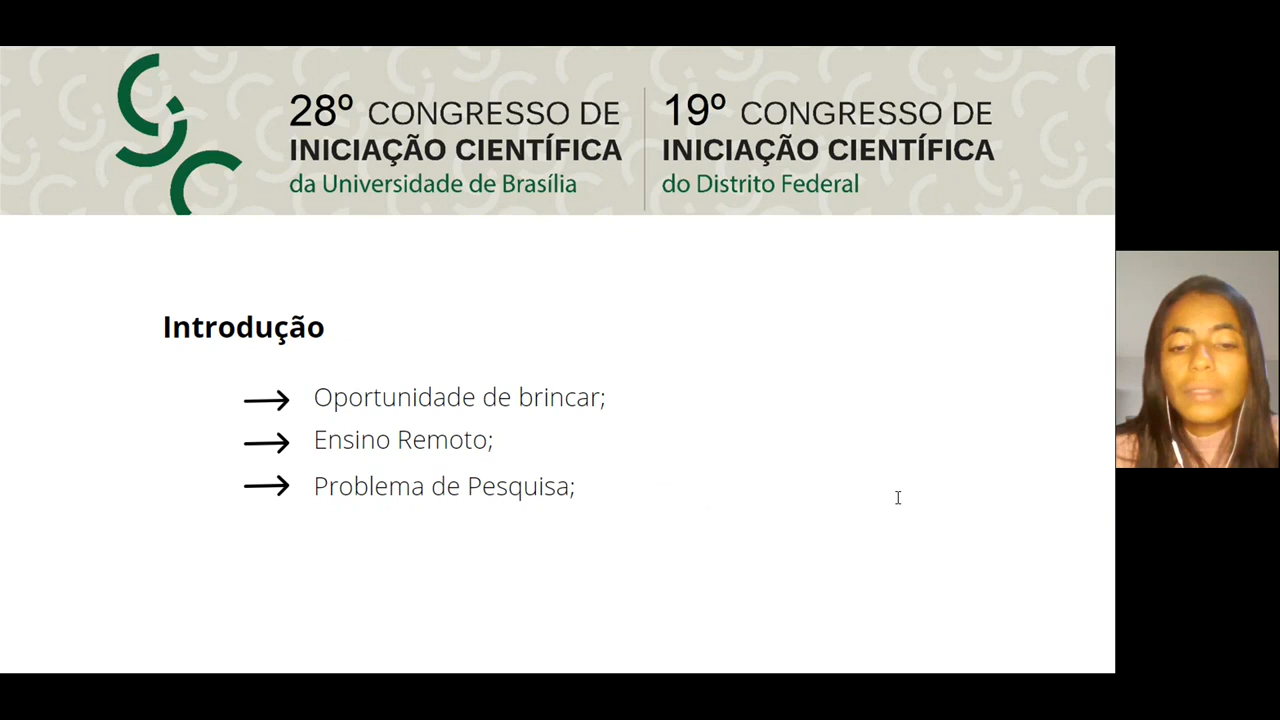 28º CONGRESSO DE
INICIAÇÃO CIENTÍFICA
da Universidade de Brasília
19º CONGRESSO DE
INICIAÇÃO CIENTÍFICA
do Distrito Federal
Introdução
Oportunidade de brincar;
Ensino Remoto;
Problema de Pesquisa;